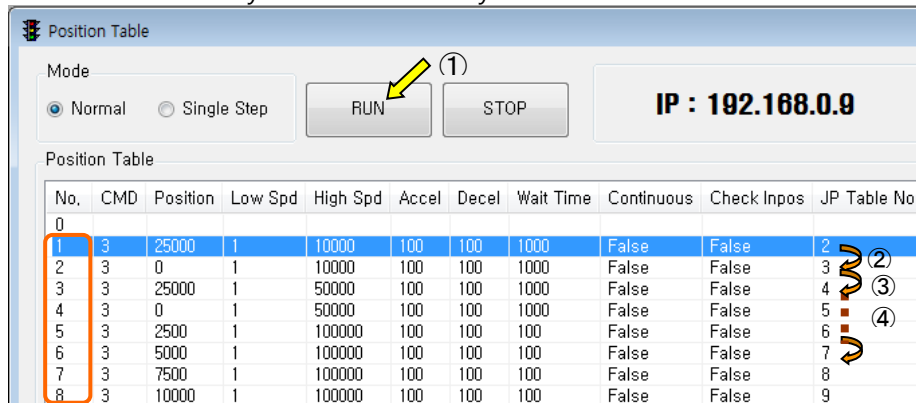 Position Table
Mode
Normal Single Step RUN STOP IP : 192.168.0.9
①
Position Table
No, CMD Position Low Spd High Spd Accel Decel Wait Time Continuous Check Inpos JP Table No
0
1 3 25000 1 10000 100 100 1000 False False 2
2 3 0 1 10000 100 100 1000 False False 3 ②
3 3 25000 1 50000 100 100 1000 False False 4 ③
4 3 0 1 50000 100 100 1000 False False 5 ④
5 3 2500 1 100000 100 100 100 False False 6
6 3 5000 1 100000 100 100 100 False False 7
7 3 7500 1 100000 100 100 100 False False 8
8 3 10000 1 100000 100 100 100 False False 9